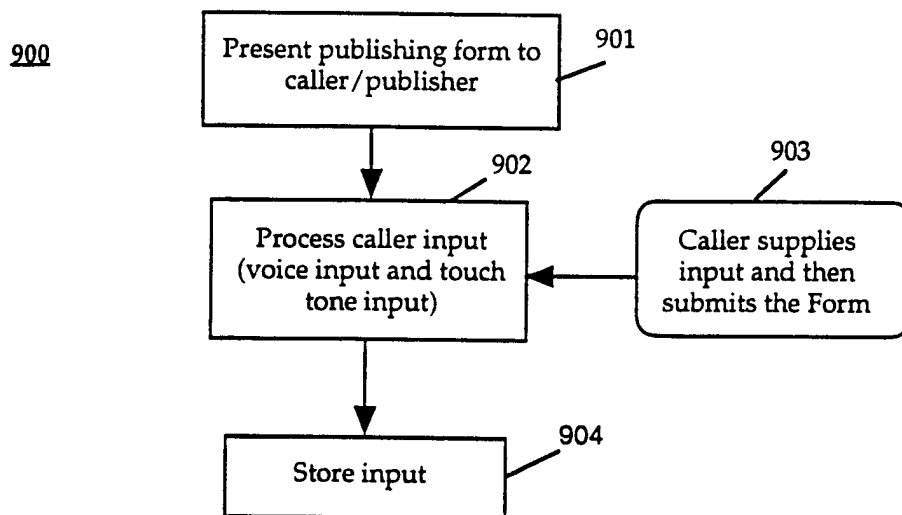 900
Present publishing form to
caller/publisher
901
902
903
Process caller input
(voice input and touch
tone input)
Caller supplies
input and then
submits the Form
904
Store input